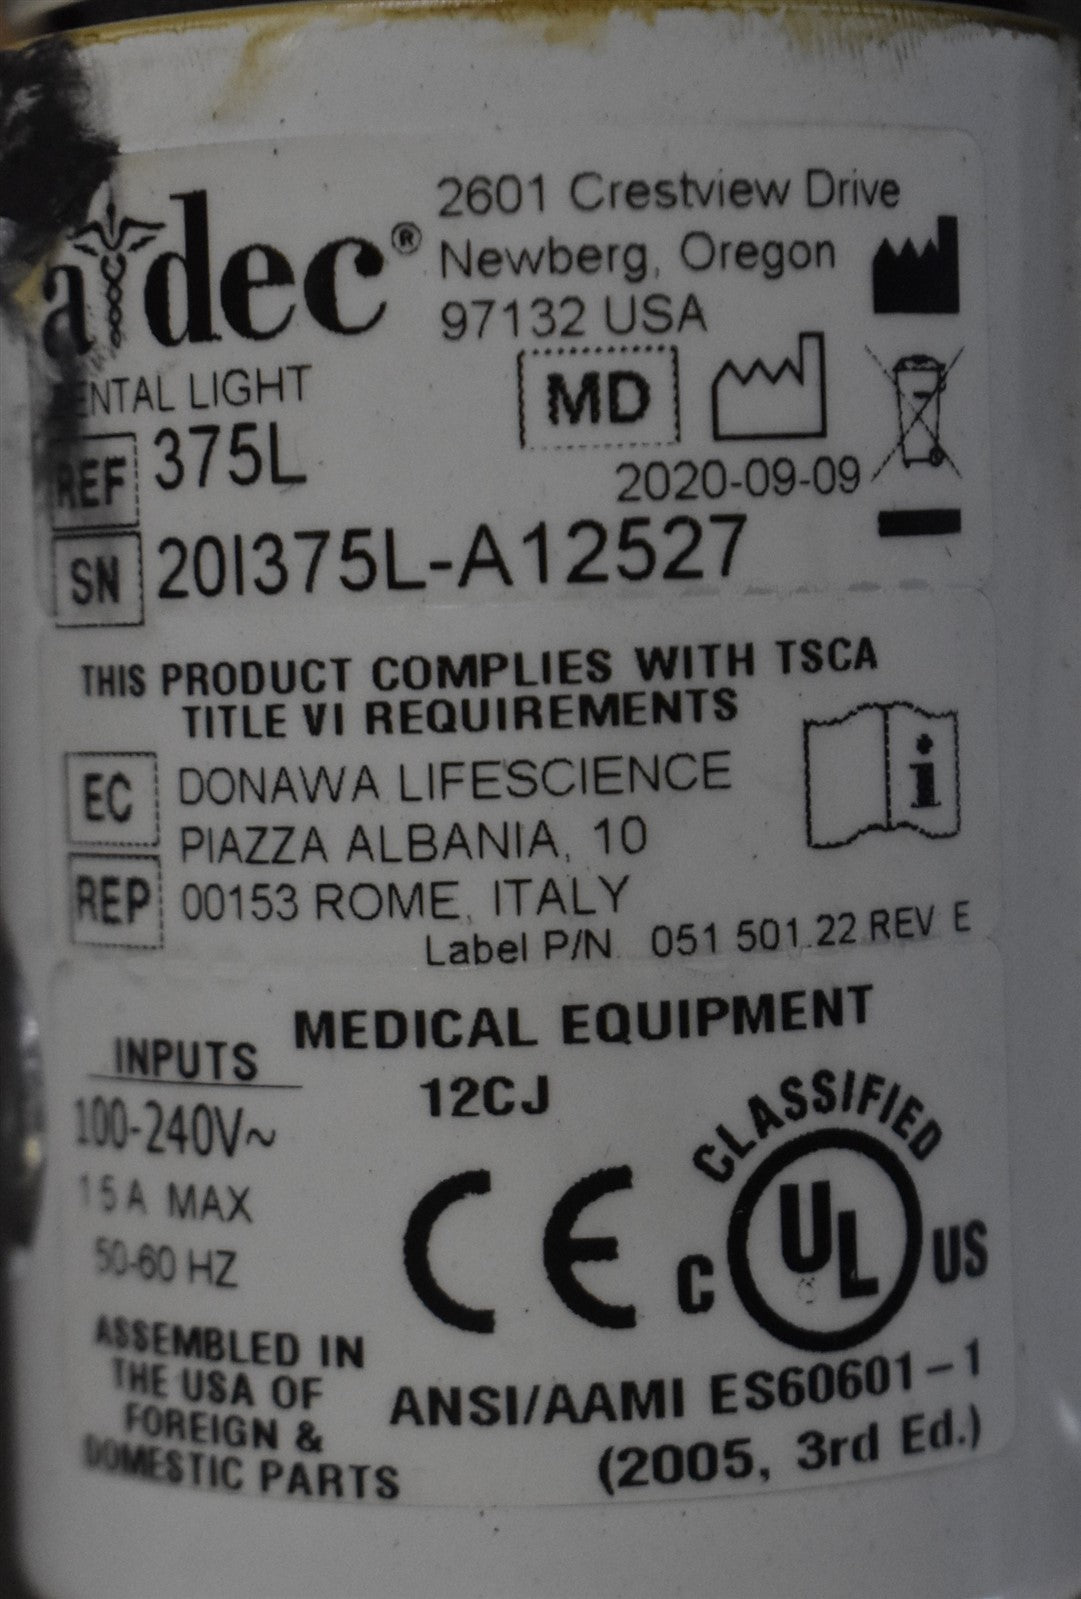 a dec®
2601 Crestview Drive
Newberg, Oregon
97132 USA
DENTAL LIGHT
MD
REF 375L
2020-09-09
SN 20I375L-A12527
THIS PRODUCT COMPLIES WITH TSCA
TITLE VI REQUIREMENTS
EC REP
DONAWA LIFESCIENCE
PIAZZA ALBANIA, 10
00153 ROME, ITALY
i
Label P/N 051.501.22 REV E
MEDICAL EQUIPMENT
12CJ
INPUTS
100-240V~
50-60 HZ
ASSEMBLED IN
THE USA OF
FOREIGN &
DOMESTIC PARTS
CE
CLASSIFIED
C UL US
ANSI/AAMI ES60601-1
(2005, 3rd Ed.)